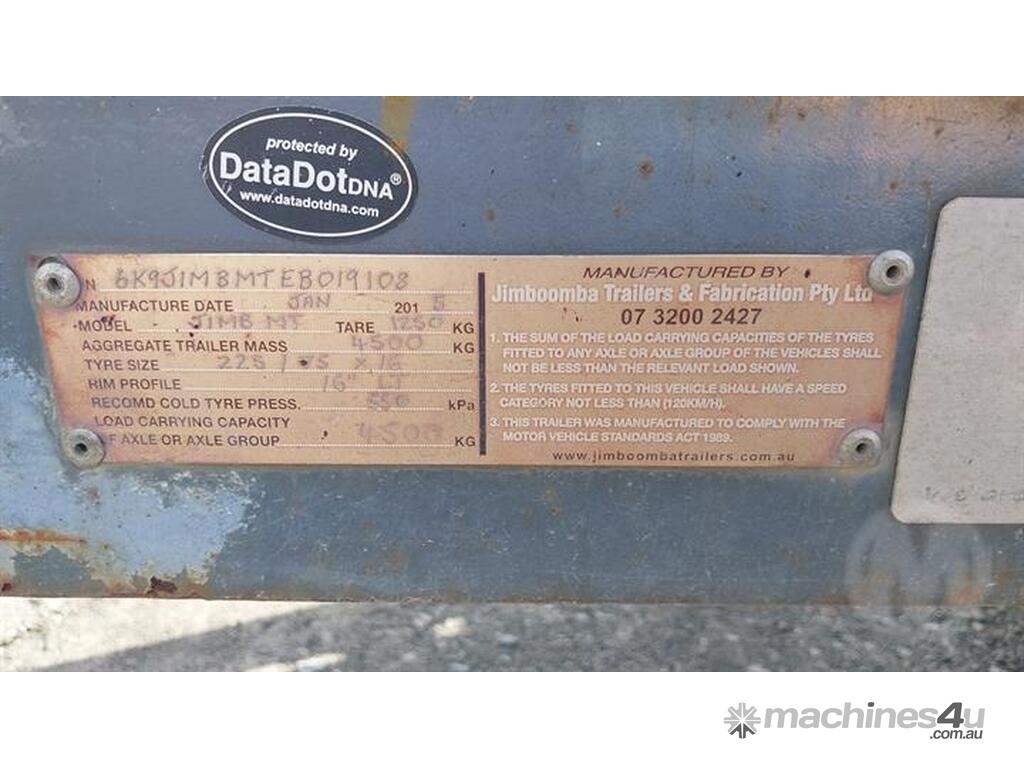 protected by
DataDotDNA®
www.datadotdna.com
N 6K9J1MBMTEB019108
MANUFACTURE DATE JAN 2015
MODEL JIMB MT TARE 1250 KG
AGGREGATE TRAILER MASS 4500 KG
TYRE SIZE 225 / 75 x 16
RIM PROFILE 16" LT
RECOMD COLD TYRE PRESS. kPa
LOAD CARRYING CAPACITY
OF AXLE OR AXLE GROUP 4500 KG
MANUFACTURED BY
Jimboomba Trailers & Fabrication Pty Ltd
07 3200 2427
1. THE SUM OF THE LOAD CARRYING CAPACITIES OF THE TYRES
FITTED TO ANY AXLE OR AXLE GROUP OF THE VEHICLES SHALL
NOT BE LESS THAN THE RELEVANT LOAD SHOWN.
2. THE TYRES FITTED TO THIS VEHICLE SHALL HAVE A SPEED
CATEGORY NOT LESS THAN (120KM/H).
3. THIS TRAILER WAS MANUFACTURED TO COMPLY WITH THE
MOTOR VEHICLE STANDARDS ACT 1989.
www.jimboombatrailers.com.au
machines4u
.com.au